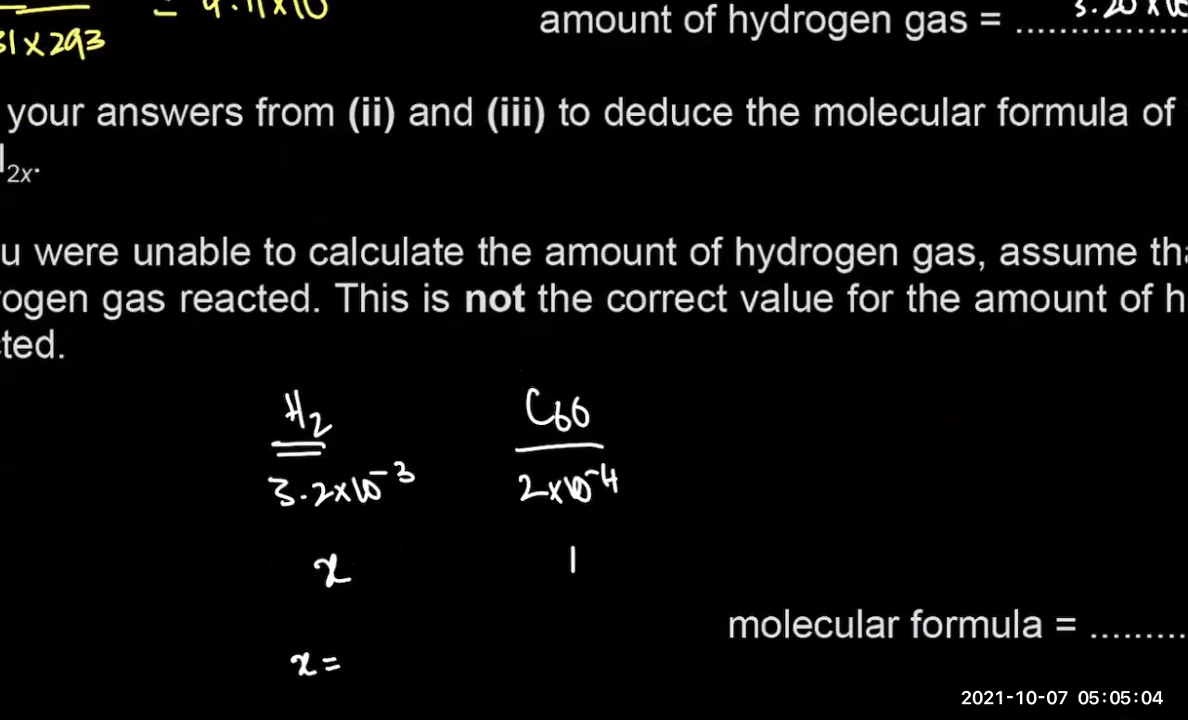 31 x 293
amount of hydrogen gas = ................
your answers from (ii) and (iii) to deduce the molecular formula of
2x.
u were unable to calculate the amount of hydrogen gas, assume tha
rogen gas reacted. This is not the correct value for the amount of h
cted.
H2 C60
3.2x10-3 2x10-4
x 1
molecular formula = .........
x =
2021-10-07 05:05:04